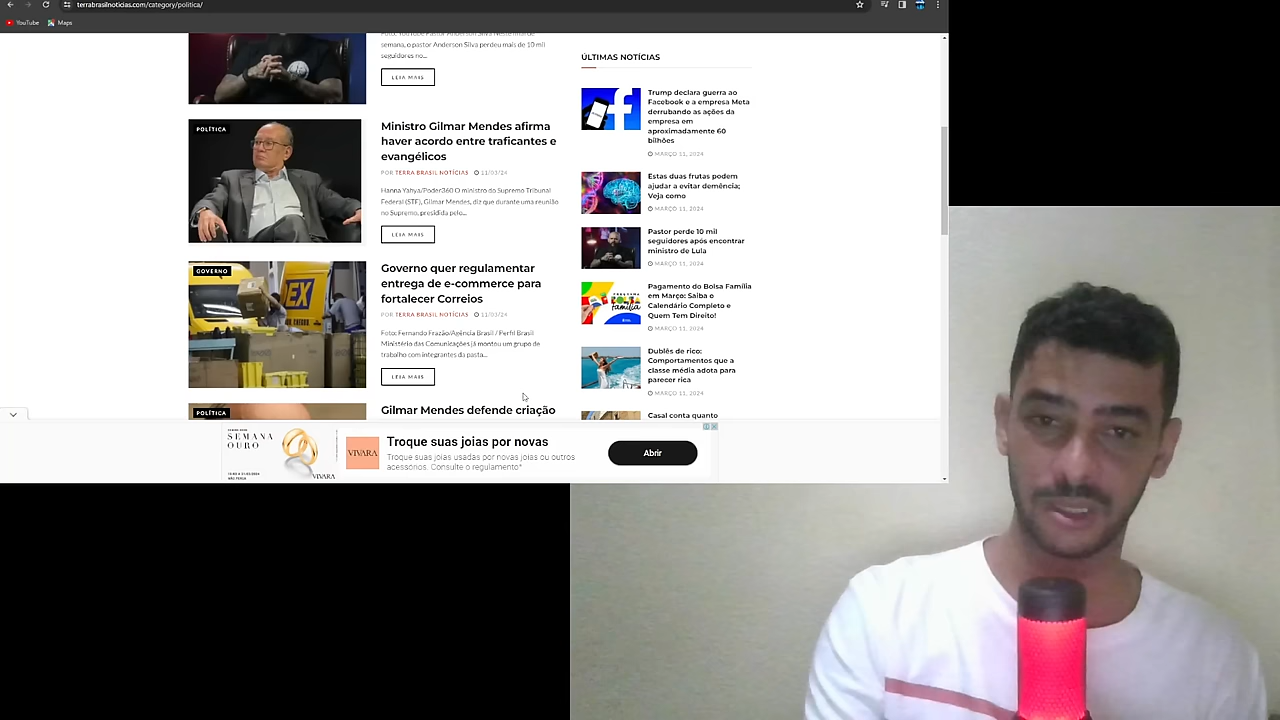 terrabrasilnoticias.com/category/politica/
YouTube
Maps
semana, o pastor Anderson Silva perdeu mais de 10 mil
seguidores no...
LEIA MAIS
POLÍTICA
Ministro Gilmar Mendes afirma
haver acordo entre traficantes e
evangélicos
POR TERRA BRASIL NOTÍCIAS 11/03/24
Hanna Yahya/Poder360 O ministro da Supremo Tribunal
Federal (STF), Gilmar Mendes, diz que durante uma reunião
no Supremo, presidida pelo...
LEIA MAIS
GOVERNO
Governo quer regulamentar
entrega de e-commerce para
fortalecer Correios
POR TERRA BRASIL NOTÍCIAS 11/03/24
Foto: Fernando Frazão/Agência Brasil / Perfil Brasil
Ministério das Comunicações já montou um grupo de
trabalho com integrantes da pasta...
LEIA MAIS
POLÍTICA
Gilmar Mendes defende criação
ÚLTIMAS NOTÍCIAS
Trump declara guerra ao
Facebook e a empresa Meta
derrubando as ações da
empresa em
aproximadamente 60
bilhões
MARÇO 11, 2024
Estas duas frutas podem
ajudar a evitar demência;
Veja como
MARÇO 11, 2024
Pastor perde 10 mil
seguidores após encontrar
ministro de Lula
MARÇO 11, 2024
Pagamento do Bolsa Família
em Março: Saiba o
Calendário Completo e
Quem Tem Direito!
MARÇO 11, 2024
Dublês de rico:
Comportamentos que a
classe média adota para
parecer rica
MARÇO 11, 2024
Casal conta quanto
SEMANA
OURO
VIVARA
VIVARA
Troque suas joias por novas
Troque suas joias usadas por novas joias ou outros
acessórios. Consulte o regulamento*
Abrir